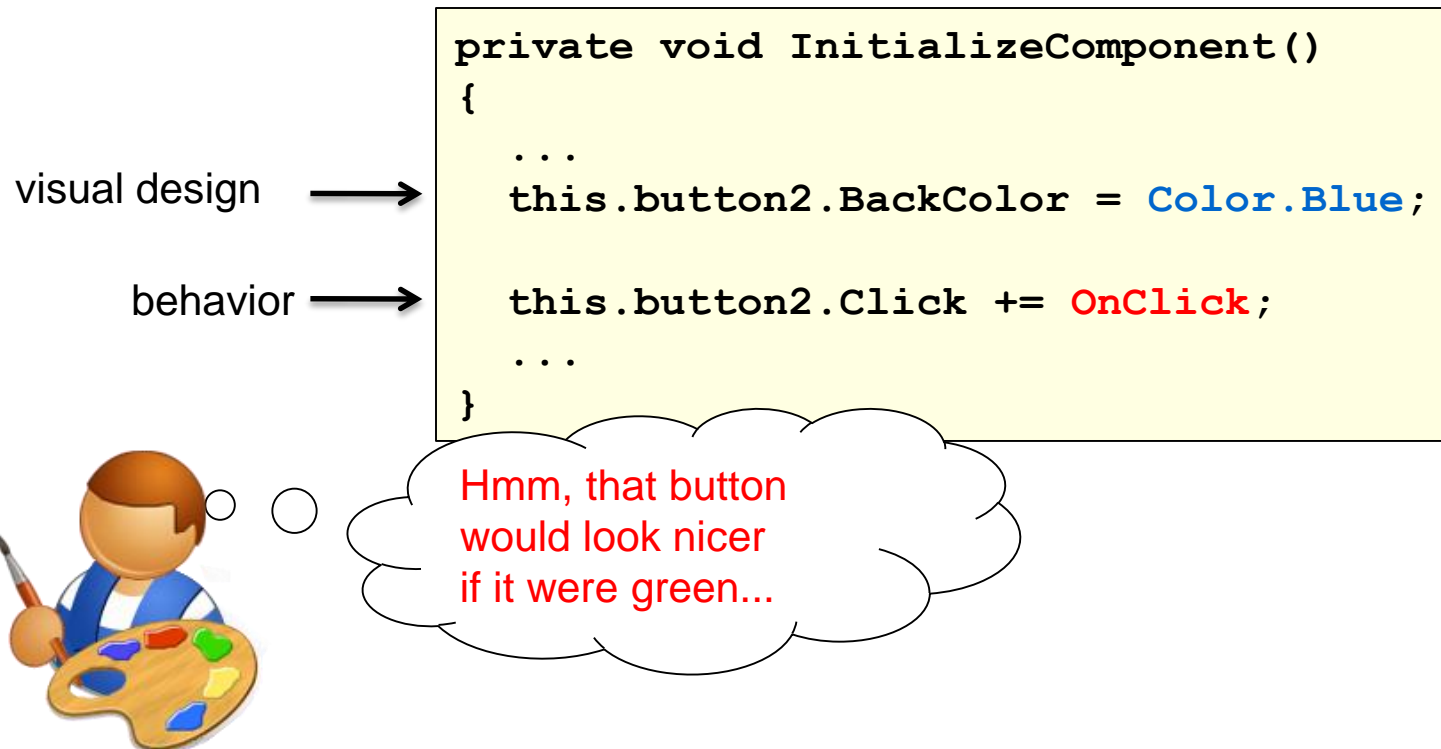 private void InitializeComponent()
{
...
visual design
this.button2.BackColor = Color.Blue;
behavior
this.button2.Click += OnClick;
...
}
Hmm, that button
would look nicer
if it were green...